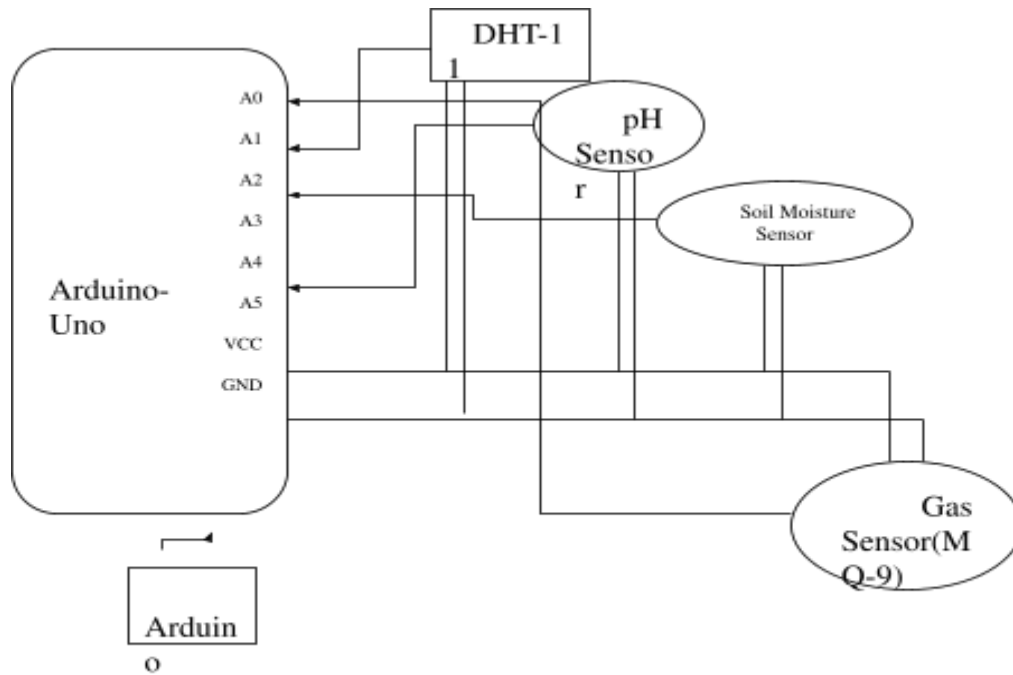 DHT-1
1
A0
A1
A2
A3
A4
A5
VCC
GND
Arduino-
Uno
pH
Senso
r
Soil Moisture
Sensor
Gas
Sensor(M
Q-9)
Arduin
o